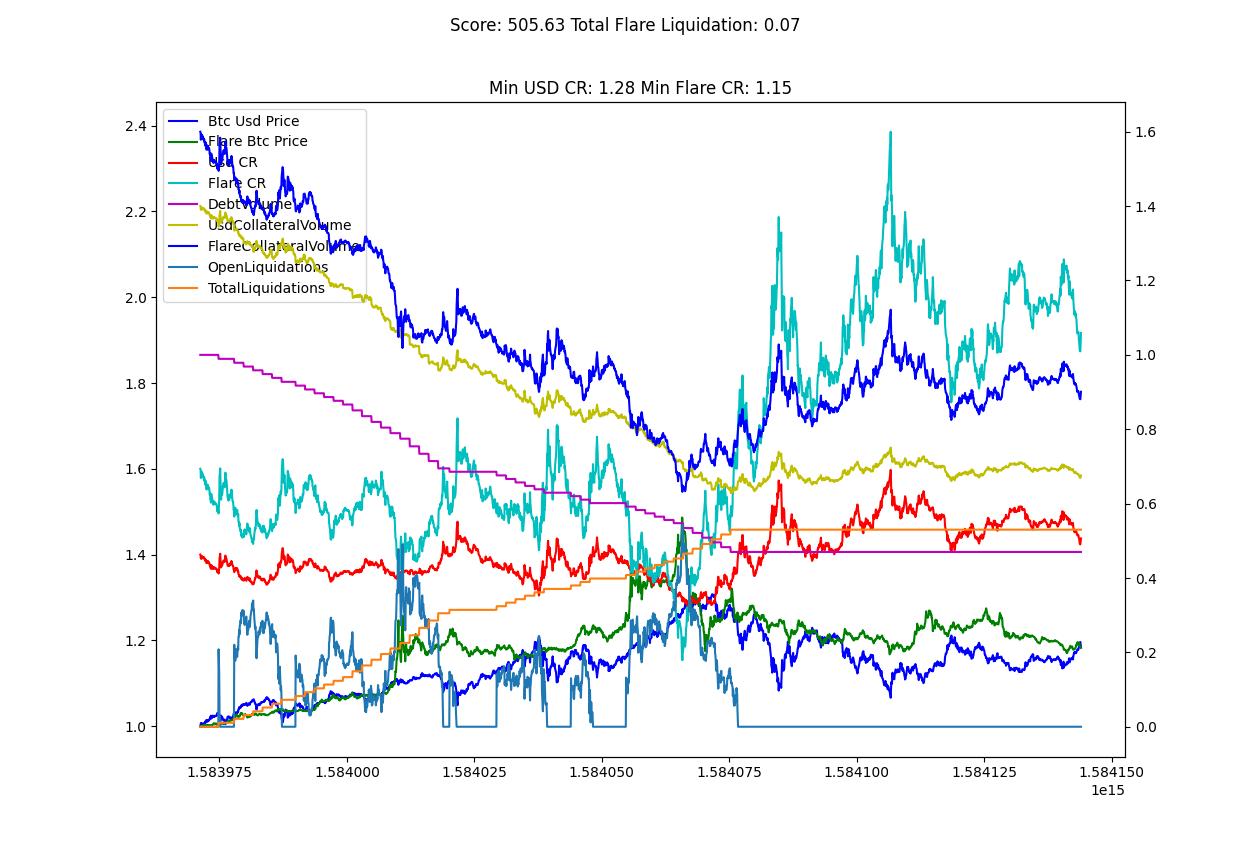 Score: 505.63 Total Flare Liquidation: 0.07
Min USD CR: 1.28 Min Flare CR: 1.15
Btc Usd Price
Flare Btc Price
Usd CR
Flare CR
DebtVolume
UsdCollateralVolume
FlareCollateralVolume
OpenLiquidations
TotalLiquidations
2.4
2.2
2.0
1.8
1.6
1.4
1.2
1.0
1.6
1.4
1.2
1.0
0.8
0.6
0.4
0.2
0.0
1.583975 1.584000 1.584025 1.584050 1.584075 1.584100 1.584125 1.584150
1e15